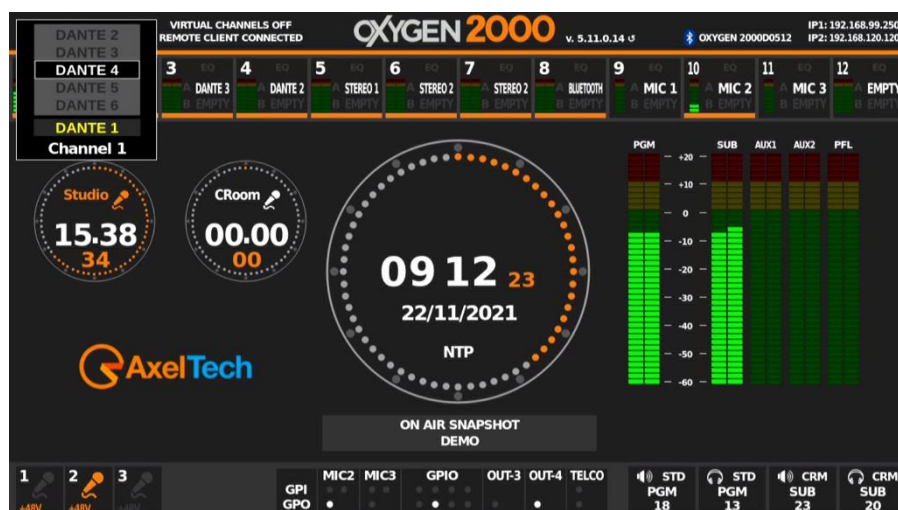 DANTE 2
DANTE 3
DANTE 4
DANTE 5
DANTE 6
DANTE 1
Channel 1
VIRTUAL CHANNELS OFF
REMOTE CLIENT CONNECTED
OXYGEN 2000 v. 5.11.0.14
OXYGEN 2000D0512
IP1: 192.168.99.250
IP2: 192.168.120.120
3 EQ
A DANTE 3
B EMPTY
4 EQ
A DANTE 2
B EMPTY
5 EQ
A STEREO 1
B EMPTY
6 EQ
A STEREO 2
B EMPTY
7 EQ
A STEREO 2
B EMPTY
8 EQ
A BLUETOOTH
B EMPTY
9 EQ
A MIC 1
B EMPTY
10 EQ
A MIC 2
B EMPTY
11 EQ
A MIC 3
B EMPTY
12 EQ
A EMPTY
B EMPTY
Studio
15.38
34
CRoom
00.00
00
09 12 23
22/11/2021
NTP
PGM SUB AUX1 AUX2 PFL
+20
+10
0
-10
-20
-30
-40
-50
-60
AxelTech
ON AIR SNAPSHOT
DEMO
1 2 3
+48V +48V
MIC2 MIC3 GPIO OUT-3 OUT-4 TELCO
GPI
GPO
STD
PGM
18
STD
PGM
13
CRM
SUB
23
CRM
SUB
20